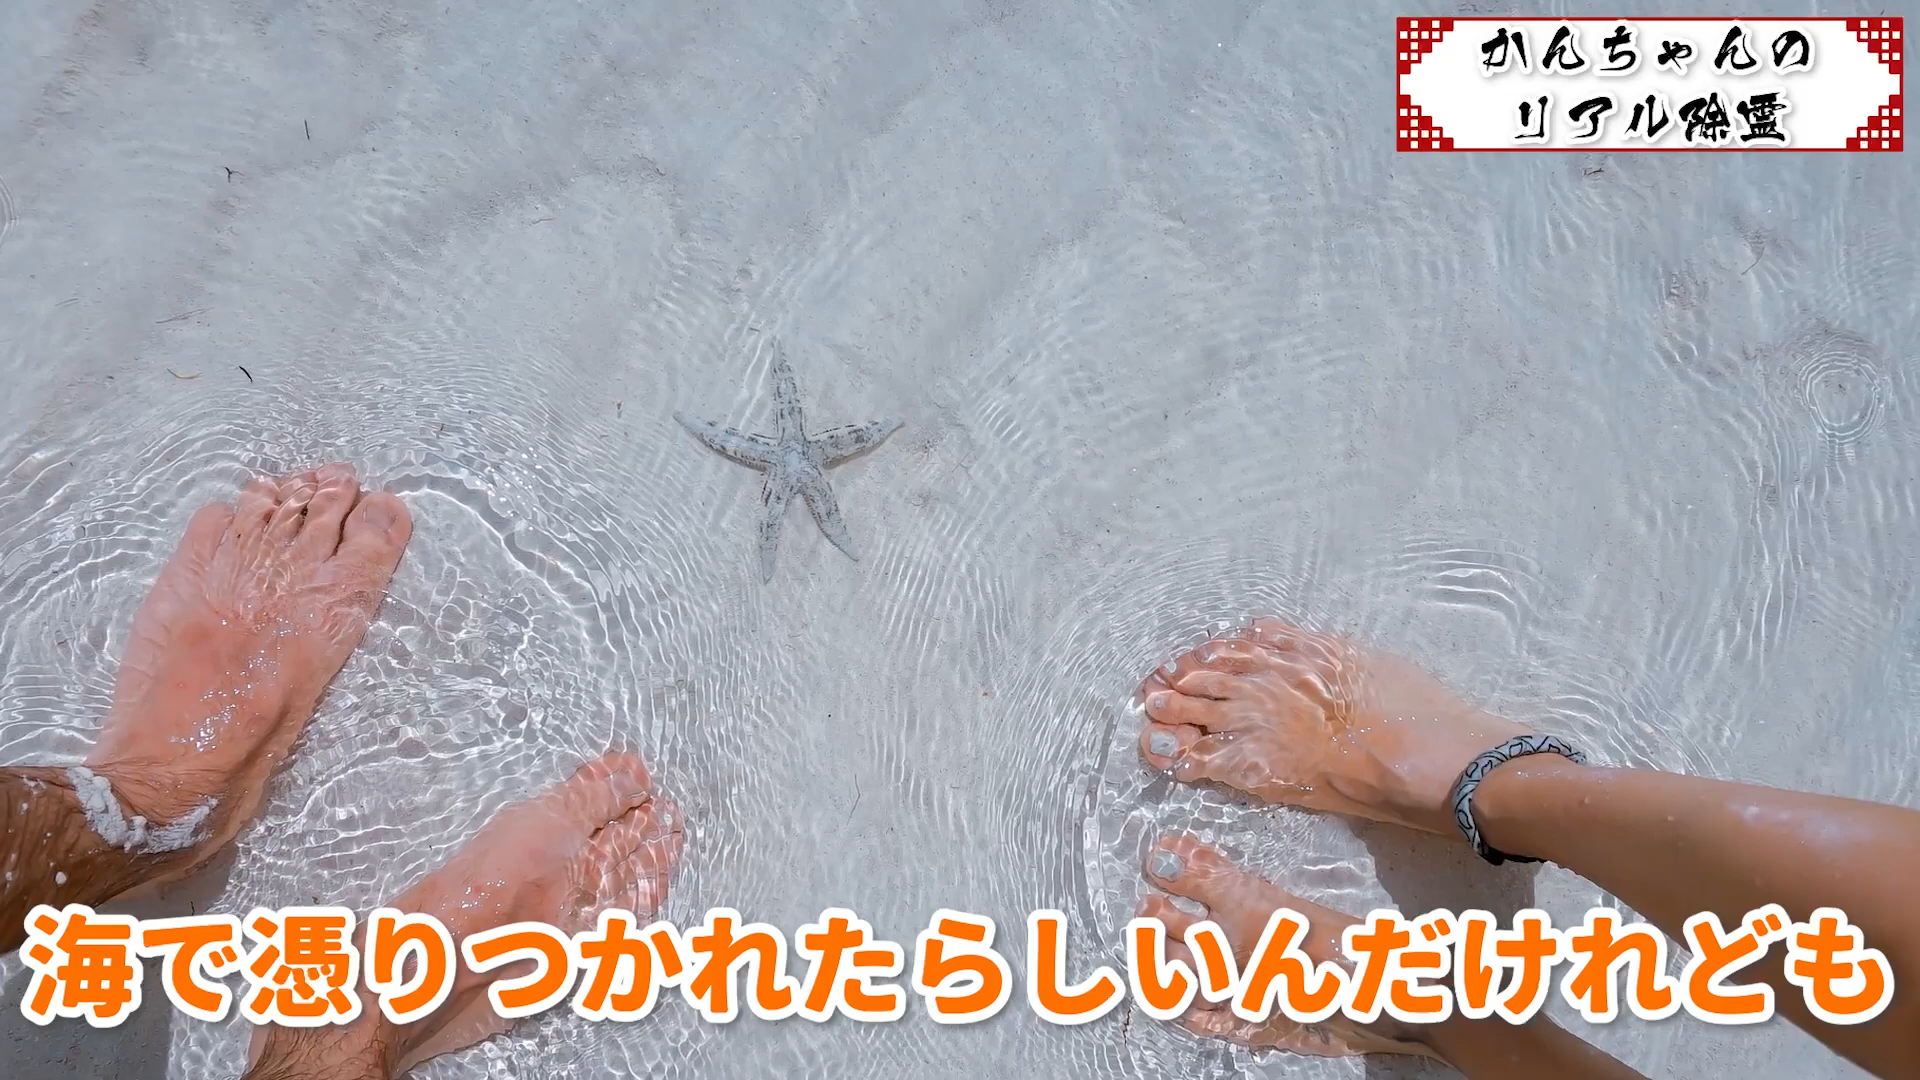 かんちゃんの
リアル除霊
海で憑りつかれたらしいんだけれども